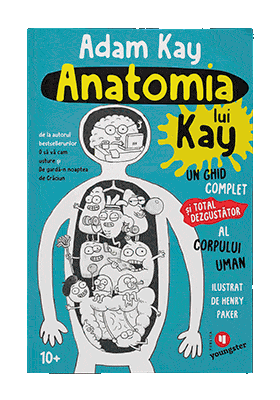 Adam Kay
Anatomia
lui
Kay
de la autorul
bestsellerurilor
O să vă cam
usture și
De gardă-n noaptea
de Crăciun
UN GHID
COMPLET
ȘI TOTAL
DEZGUSTĂTOR
AL
CORPULUI
UMAN
ILUSTRAT
DE HENRY
PAKER
10+
PUBLICA
youngster